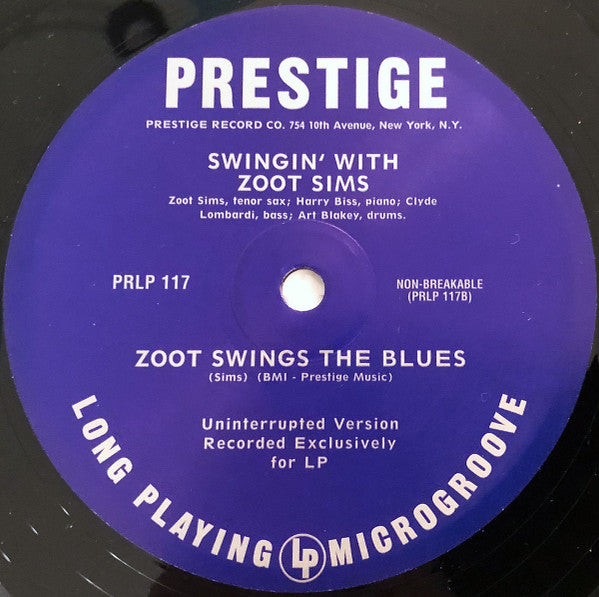 PRESTIGE
PRESTIGE RECORD CO. 754 10th Avenue, New York, N.Y.
SWINGIN' WITH
ZOOT SIMS
Zoot Sims, tenor sax; Harry Biss, piano; Clyde
Lombardi, bass; Art Blakey, drums.
PRLP 117
NON-BREAKABLE
(PRLP 117B)
ZOOT SWINGS THE BLUES
(Sims) (BMI - Prestige Music)
Uninterrupted Version
Recorded Exclusively
for LP
LONG PLAYING LP MICROGROOVE